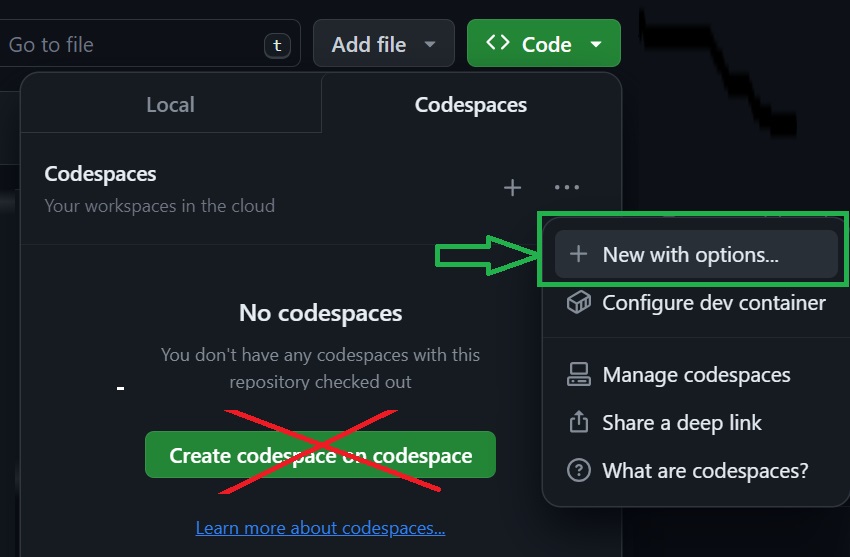 Go to file
t
Add file
Code
Local
Codespaces
Codespaces
Your workspaces in the cloud
New with options...
Configure dev container
No codespaces
You don't have any codespaces with this
repository checked out
Manage codespaces
Share a deep link
What are codespaces?
Create codespace on codespace
Learn more about codespaces...